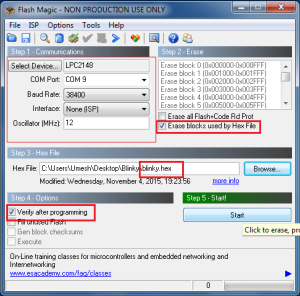 Flash Magic - NON PRODUCTION USE ONLY
File ISP Options Tools Help
Step 1 - Communications
Select Device... LPC2148
COM Port: COM 9
Baud Rate: 38400
Interface: None (ISP)
Oscillator (MHz): 12
Step 2 - Erase
Erase block 0 (0x000000-0x000FFF)
Erase block 1 (0x001000-0x001FFF)
Erase block 2 (0x002000-0x002FFF)
Erase block 3 (0x003000-0x003FFF)
Erase block 4 (0x004000-0x004FFF)
Erase block 5 (0x005000-0x005FFF)
Erase all Flash+Code Rd Prot
Erase blocks used by Hex File
Step 3 - Hex File
Hex File: C:\Users\Umesh\Desktop\Blinky\blinky.hex Browse...
Modified: Wednesday, November 4, 2015, 19:23:56 more info
Step 4 - Options
Verify after programming
Fill unused Flash
Gen block checksums
Execute
Step 5 - Start!
Start
Click to erase, pr
On-Line training classes for microcontrollers and embedded networking and
Internetworking
www.esacademy.com/faq/classes
0